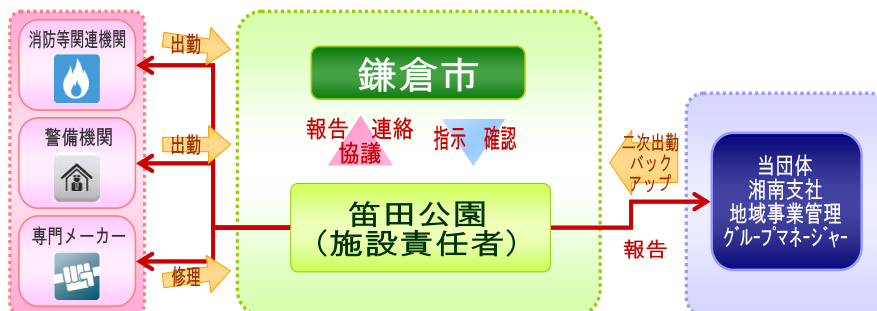 消防等関連機関
出勤
警備機関
出勤
専門メーカー
修理
鎌倉市
報告 連絡
協議
指示 確認
笛田公園
（施設責任者）
二次出勤
バック
アップ
報告
当団体
湘南支社
地域事業管理
グループマネージャー